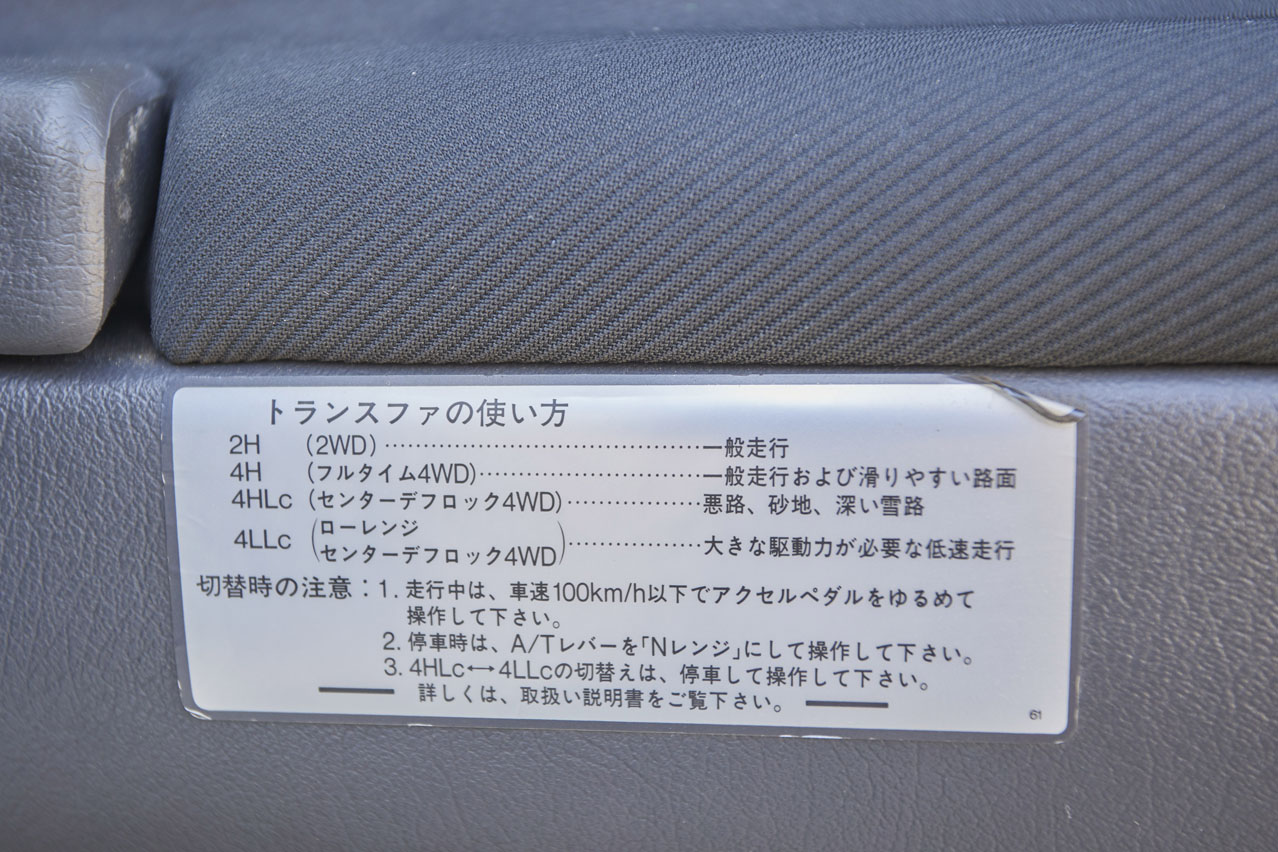 トランスファの使い方
2H (2WD)……………………………一般走行
4H (フルタイム4WD)……………………一般走行および滑りやすい路面
4HLc (センターデフロック4WD)……………悪路、砂地、深い雪路
4LLc (ローレンジ
センターデフロック4WD)……………大きな駆動力が必要な低速走行
切替時の注意：1. 走行中は、車速100km/h以下でアクセルペダルをゆるめて
操作して下さい。
2. 停車時は、A/Tレバーを「Nレンジ」にして操作して下さい。
3. 4HLc↔4LLcの切替えは、停車して操作して下さい。
詳しくは、取扱い説明書をご覧下さい。
61